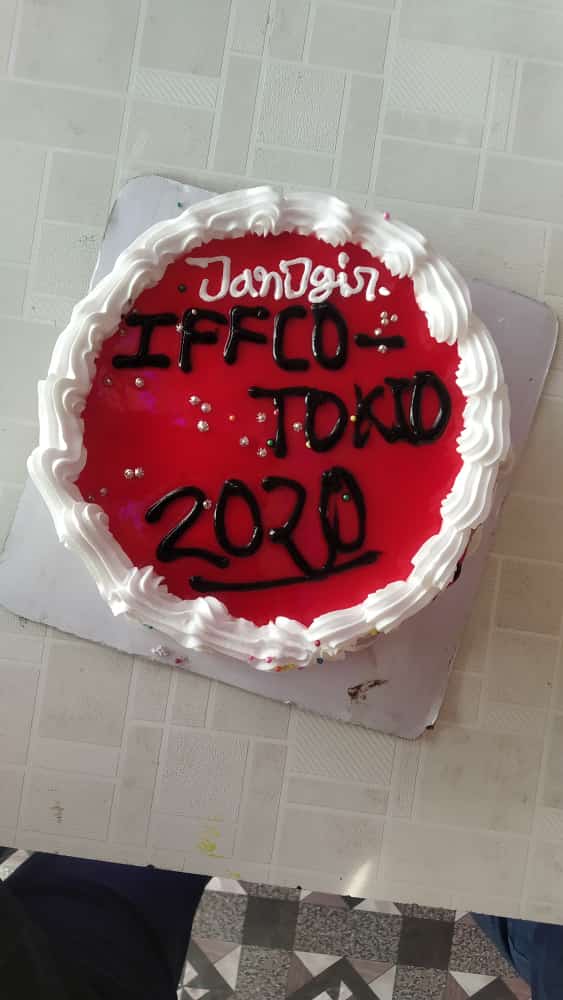 Janjgir.
IFFCO-
TOKIO
2020